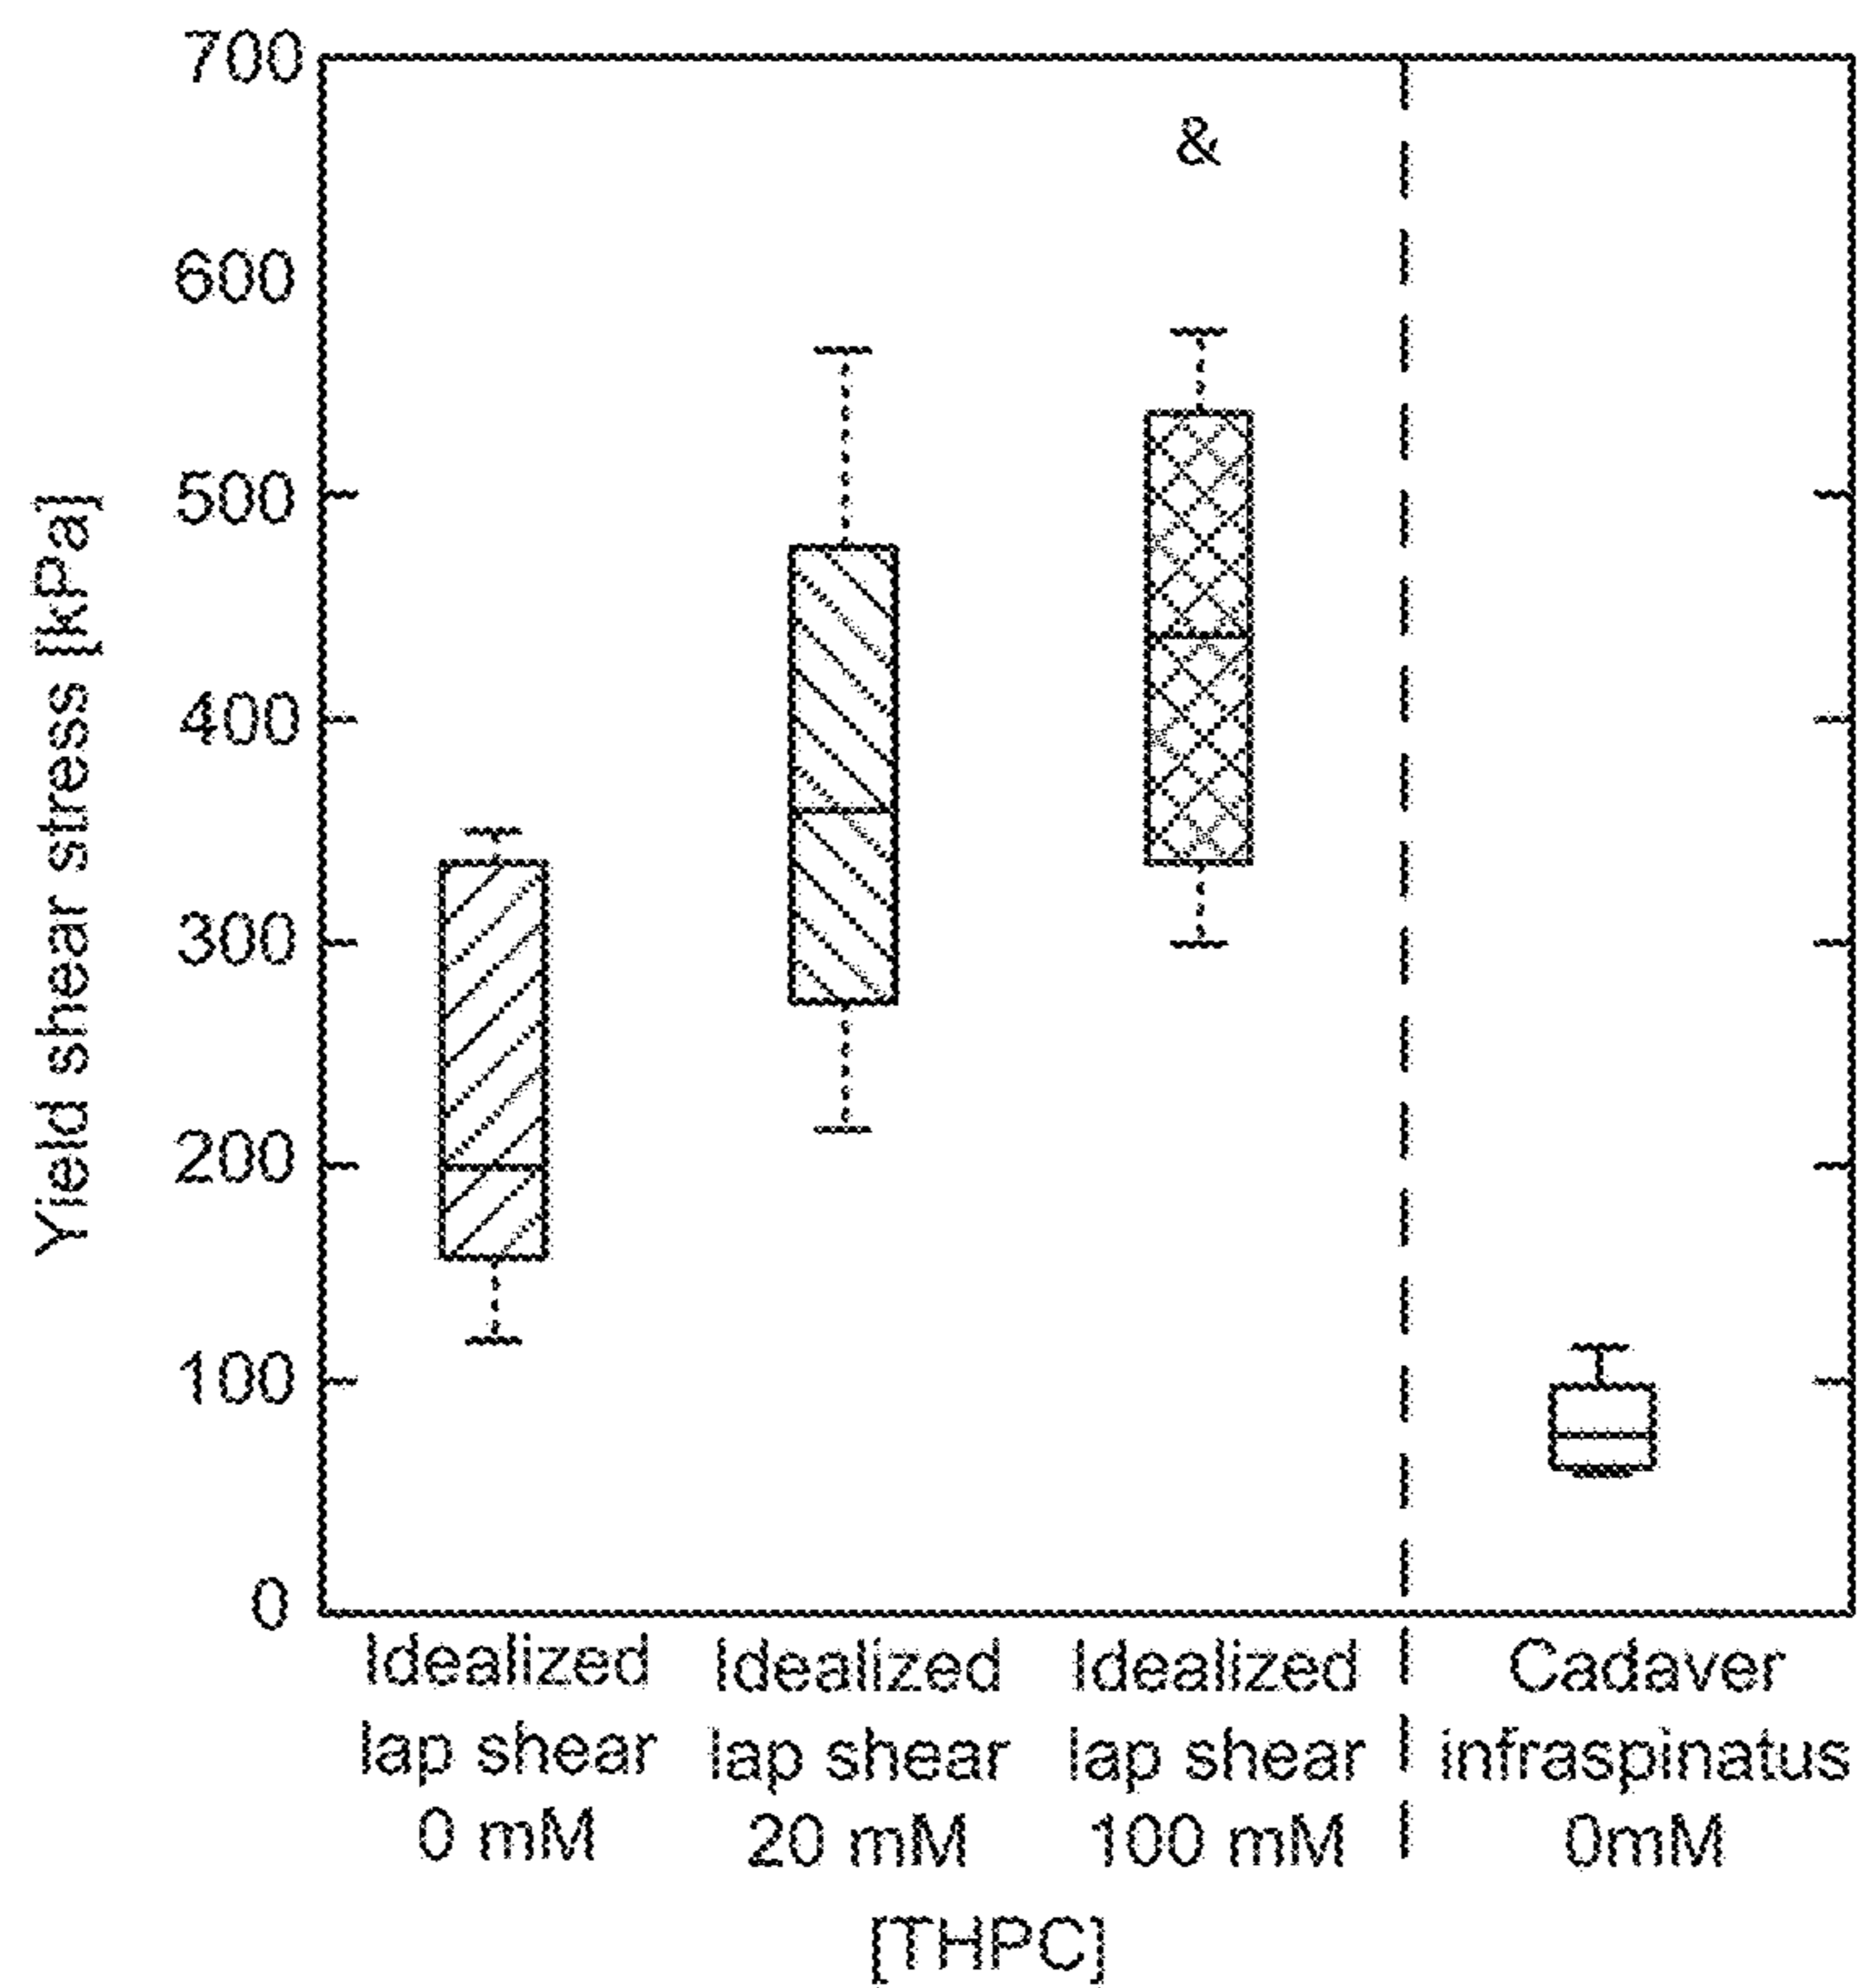 Yield shear stress [kPa]
700
600
500
400
300
200
100
0
&
Idealized
lap shear
0 mM
Idealized
lap shear
20 mM
Idealized
lap shear
100 mM
Cadaver
infraspinatus
0mM
[THPC]